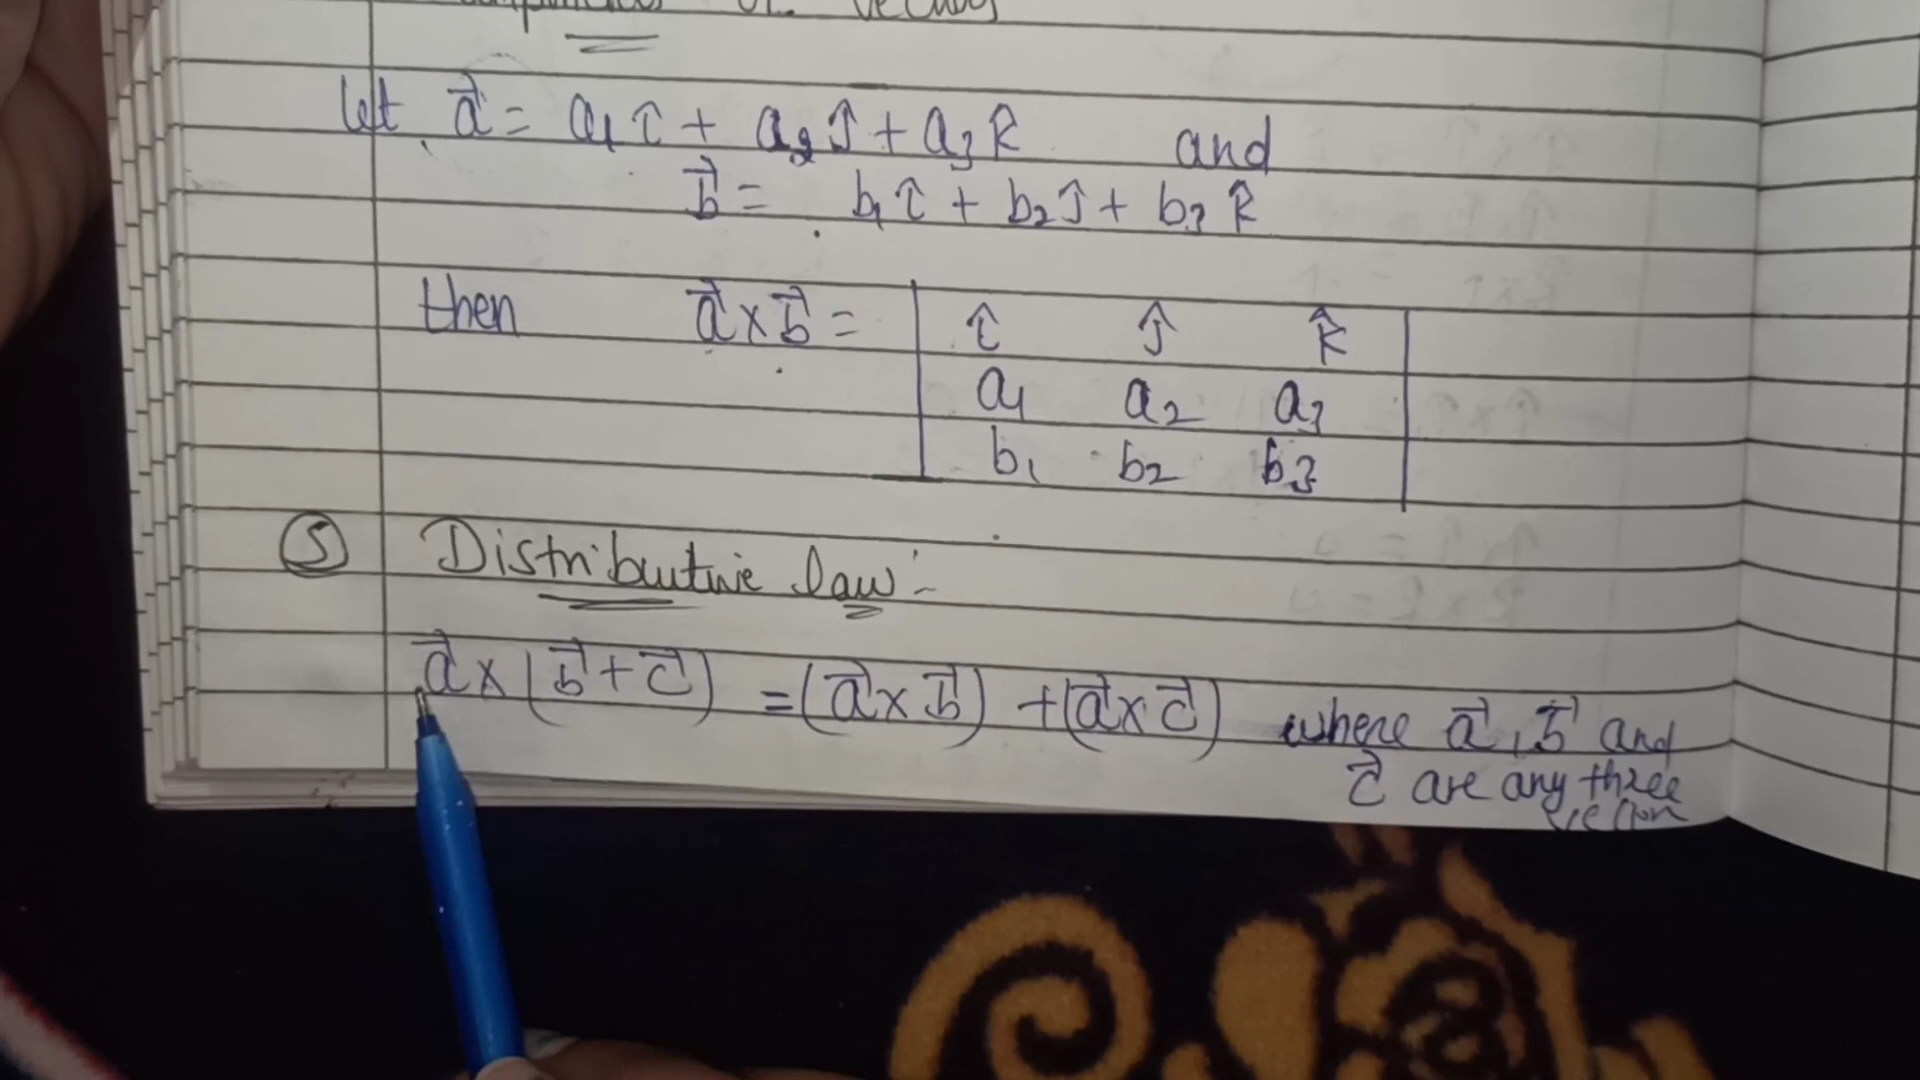 of vectors
let a⃗ = a₁î + a₂ĵ + a₃k̂ and
b⃗ = b₁î + b₂ĵ + b₃k̂
then a⃗ × b⃗ = | î ĵ k̂ |
| a₁ a₂ a₃ |
| b₁ b₂ b₃ |
⑤ Distributive law:-
a⃗ × (b⃗ + c⃗) = (a⃗ × b⃗) + (a⃗ × c⃗) where a⃗, b⃗ and
c⃗ are any three